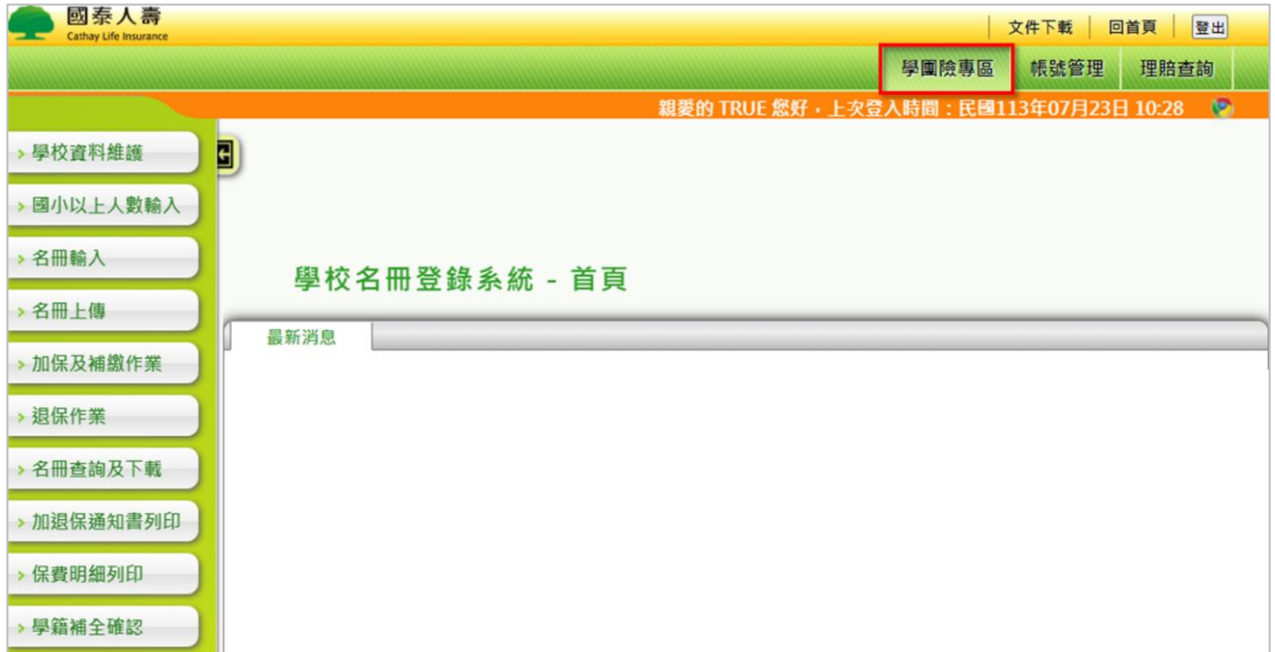 國泰人壽
Cathay Life Insurance
文件下載 回首頁 登出
學團險專區 帳號管理 理賠查詢
親愛的 TRUE 您好,上次登入時間:民國113年07月23日 10:28
學校資料維護
國小以上人數輸入
名冊輸入
名冊上傳
加保及補繳作業
退保作業
名冊查詢及下載
加退保通知書列印
保費明細列印
學籍補全確認
學校名冊登錄系統 - 首頁
最新消息